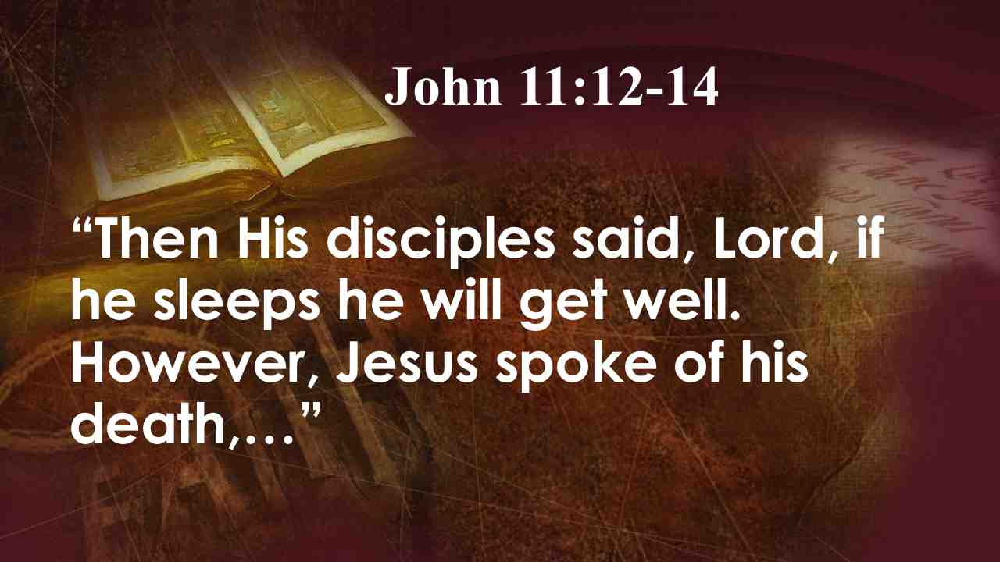 John 11:12-14
“Then His disciples said, Lord, if
he sleeps he will get well.
However, Jesus spoke of his
death,…”